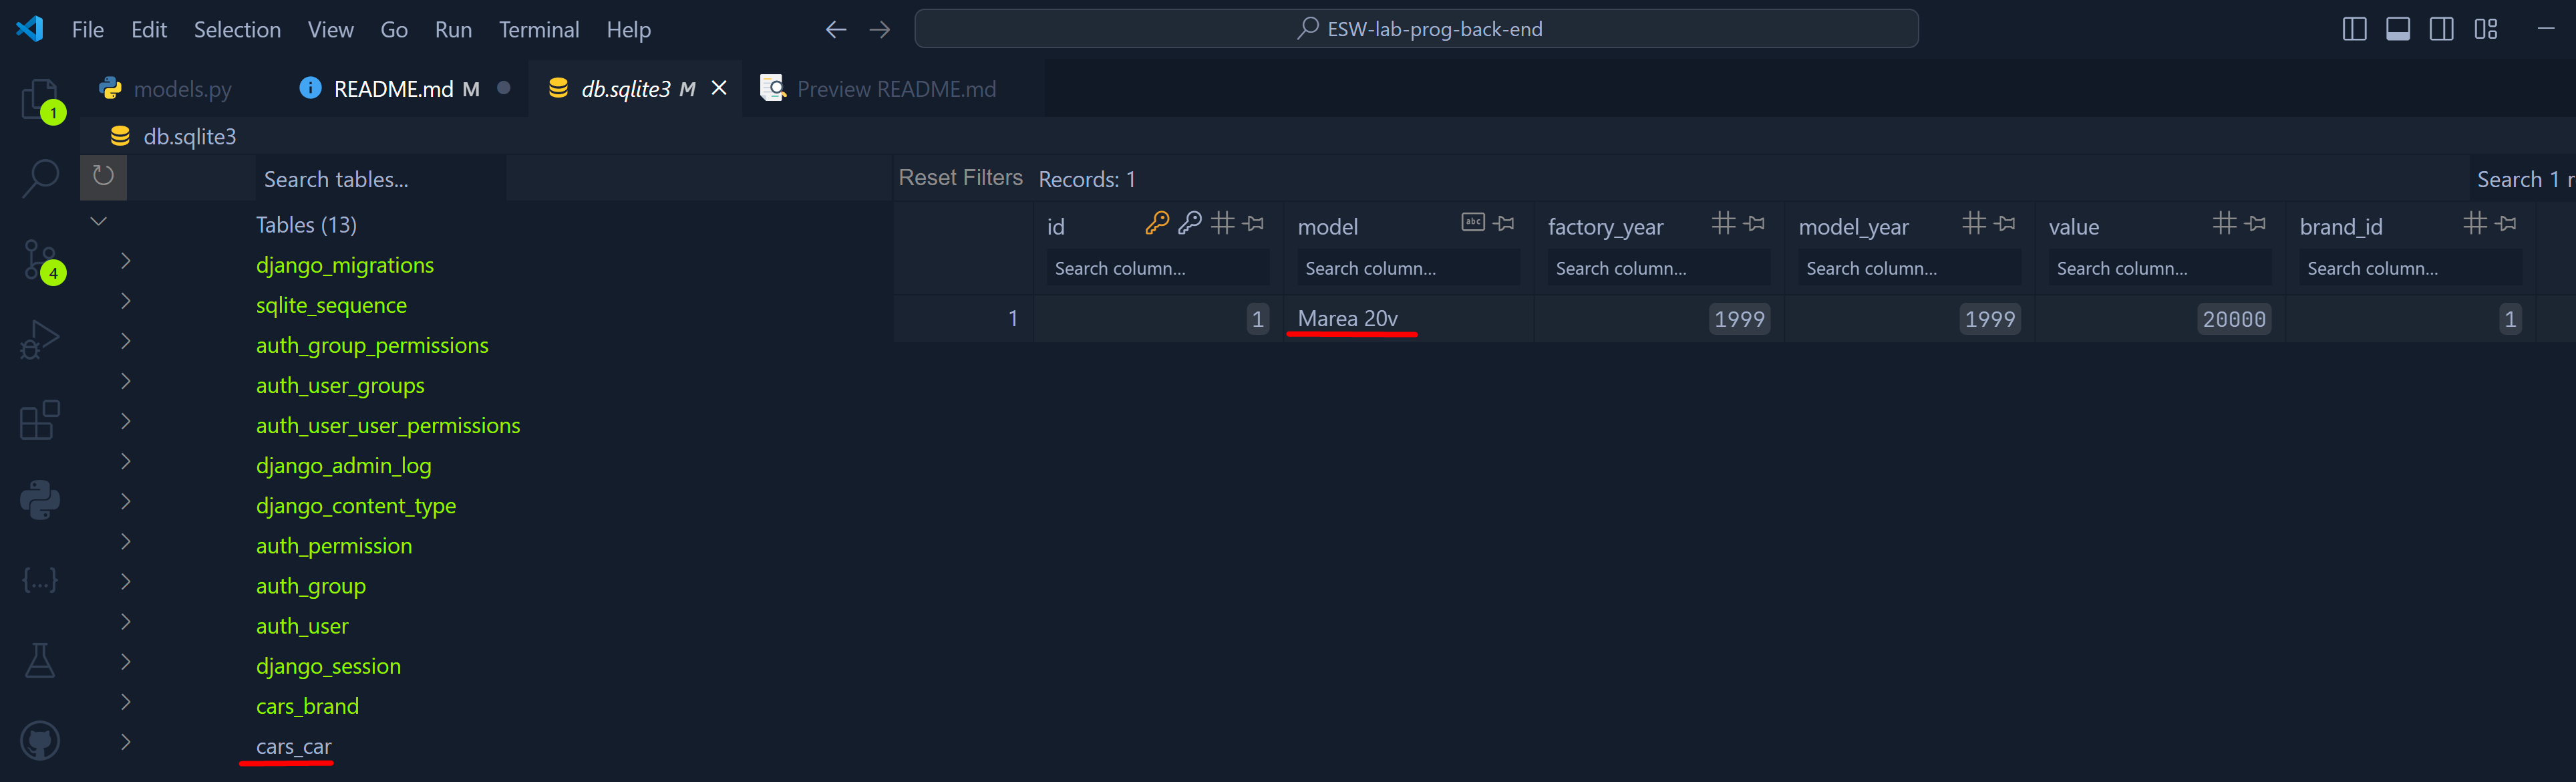 File Edit Selection View Go Run Terminal Help
ESW-lab-prog-back-end
models.py
README.md M
db.sqlite3 M
Preview README.md
1
db.sqlite3
Search tables...
Reset Filters Records: 1
Search 1 r
Tables (13)
id model factory_year model_year value brand_id
abc
Search column... Search column... Search column... Search column... Search column... Search column...
1 1 Marea 20v 1999 1999 20000 1
django_migrations
4
sqlite_sequence
auth_group_permissions
auth_user_groups
auth_user_user_permissions
django_admin_log
django_content_type
auth_permission
{...}
auth_group
auth_user
django_session
cars_brand
cars_car